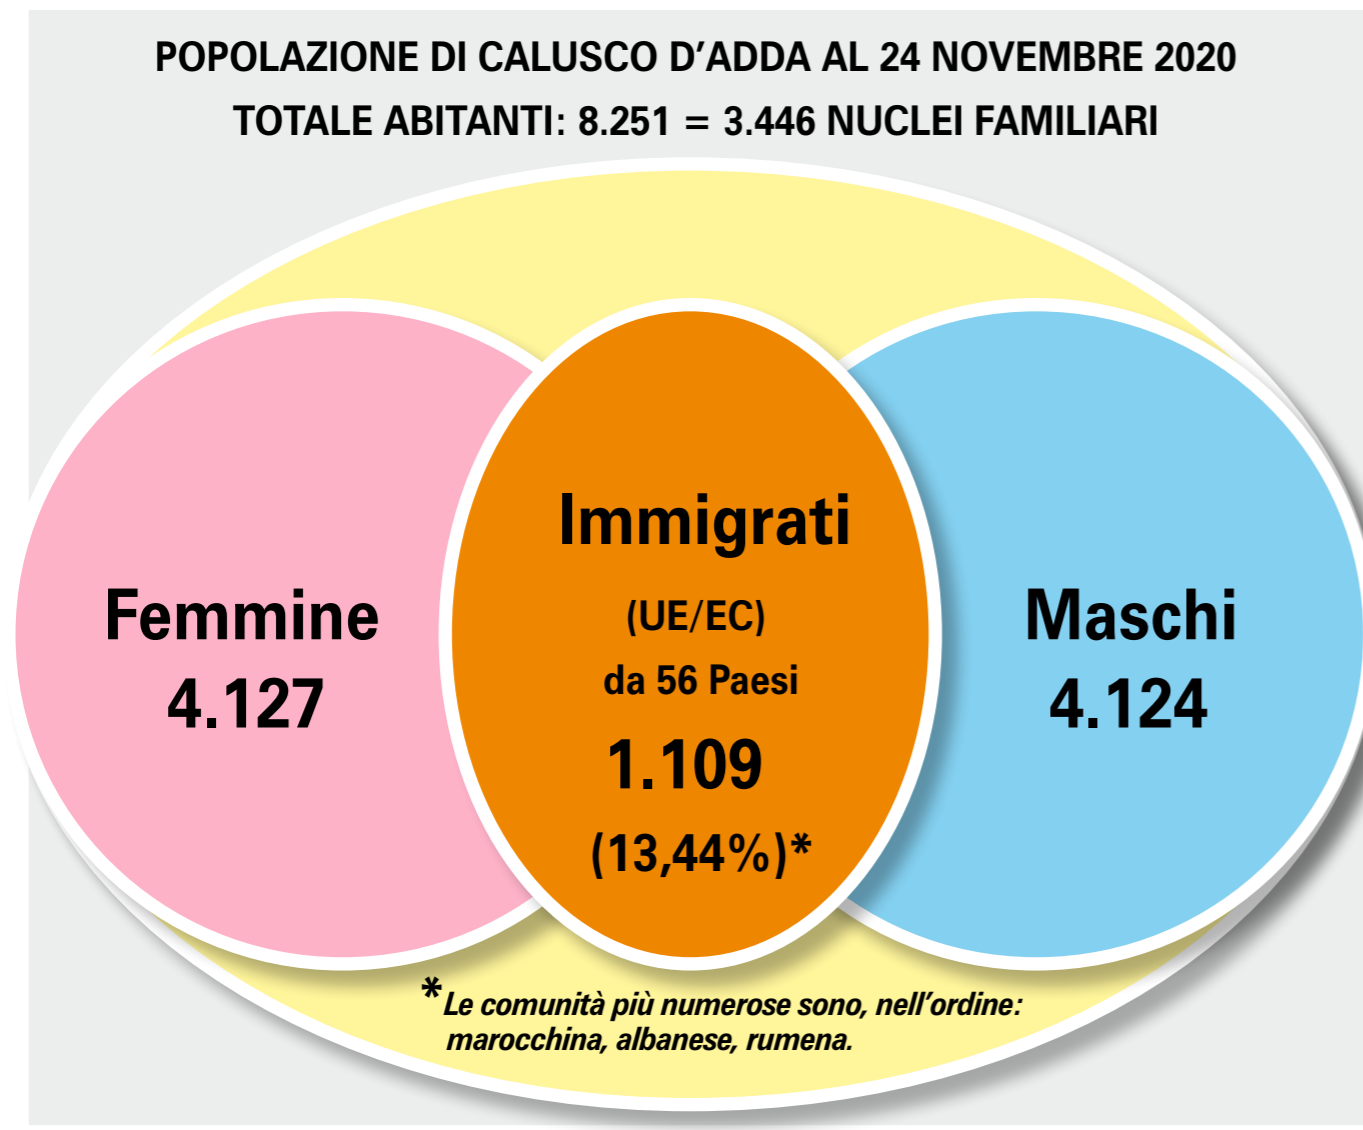 POPOLAZIONE DI CALUSCO D'ADDA AL 24 NOVEMBRE 2020
TOTALE ABITANTI: 8.251 = 3.446 NUCLEI FAMILIARI
Femmine
4.127
Immigrati
(UE/EC)
da 56 Paesi
1.109
(13,44%)*
Maschi
4.124
*Le comunità più numerose sono, nell'ordine:
marocchina, albanese, rumena.